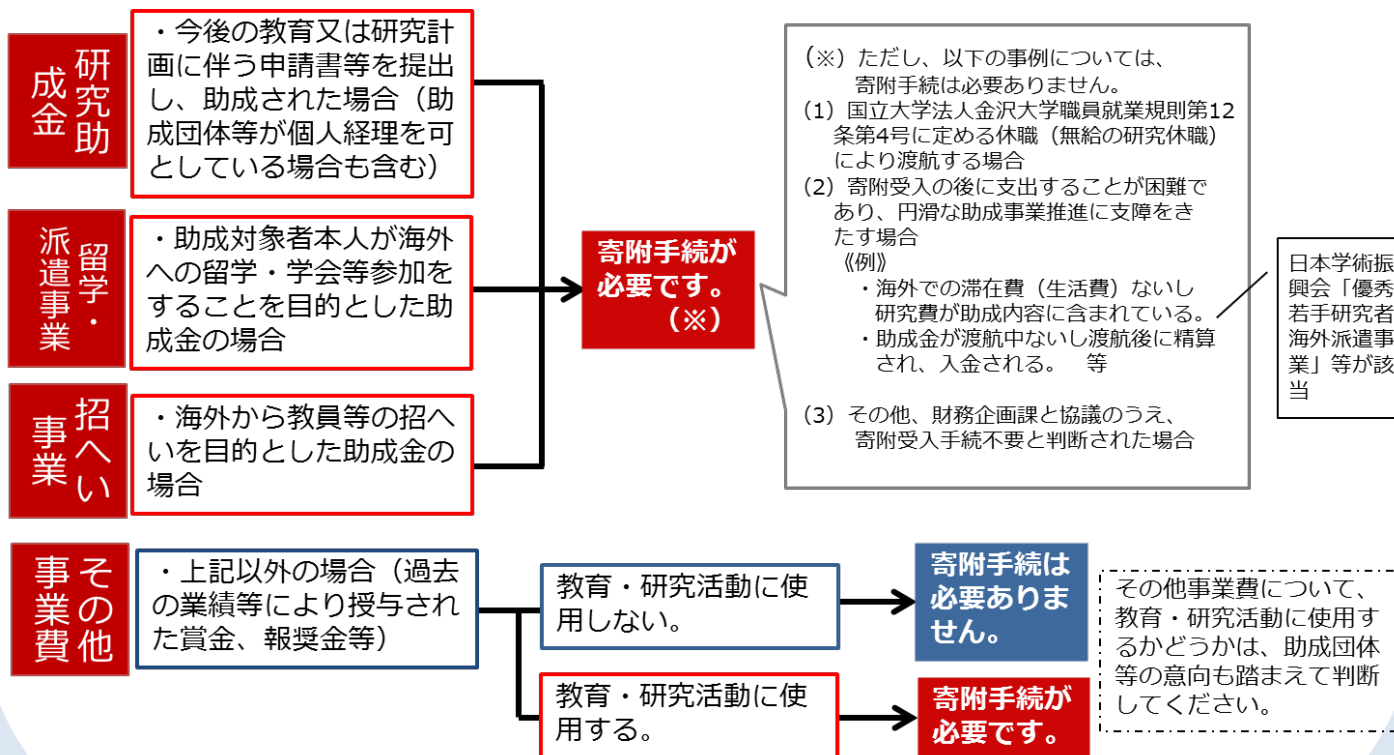 研究助
成金
・今後の教育又は研究計
画に伴う申請書等を提出
し、助成された場合（助
成団体等が個人経理を可
としている場合も含む）
留学・
派遣事業
・助成対象者本人が海外
への留学・学会等参加を
することを目的とした助
成金の場合
招へい
事業
・海外から教員等の招へ
いを目的とした助成金の
場合
寄附手続が
必要です。
（※）
（※）ただし、以下の事例については、
寄附手続は必要ありません。
（1）国立大学法人金沢大学職員就業規則第12
条第4号に定める休職（無給の研究休職）
により渡航する場合
（2）寄附受入の後に支出することが困難で
あり、円滑な助成事業推進に支障をき
たす場合
《例》
・海外での滞在費（生活費）ないし
研究費が助成内容に含まれている。
・助成金が渡航中ないし渡航後に精算
され、入金される。　等
（3）その他、財務企画課と協議のうえ、
寄附受入手続不要と判断された場合
日本学術振
興会「優秀
若手研究者
海外派遣事
業」等が該
当
その他
事業費
・上記以外の場合（過去
の業績等により授与され
た賞金、報奨金等）
教育・研究活動に使
用しない。
寄附手続は
必要ありま
せん。
教育・研究活動に使
用する。
寄附手続が
必要です。
その他事業費について、
教育・研究活動に使用す
るかどうかは、助成団体
等の意向も踏まえて判断
してください。